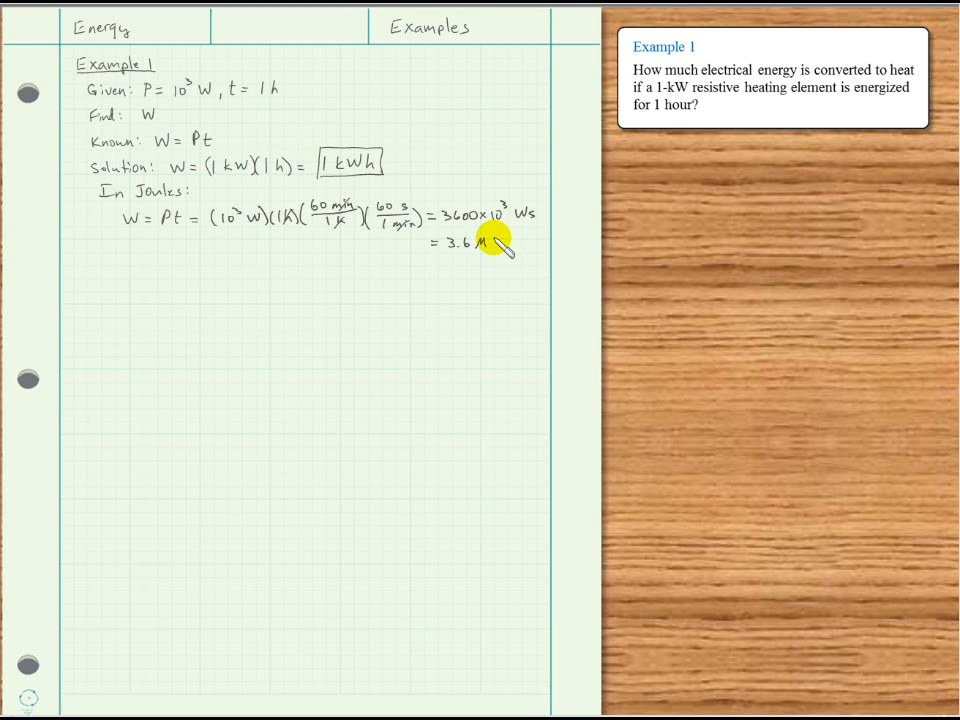 Energy
Examples
Example 1
Given: P = 10³ W, t = 1 h
Find: W
Known: W = Pt
Solution: W = (1 kW)(1 h) = 1 kWh
In Joules:
W = Pt = (10³ W)(1h)(60 min/1 h)(60 s/1 min) = 3600×10³ Ws
= 3.6 M
Example 1
How much electrical energy is converted to heat
if a 1-kW resistive heating element is energized
for 1 hour?